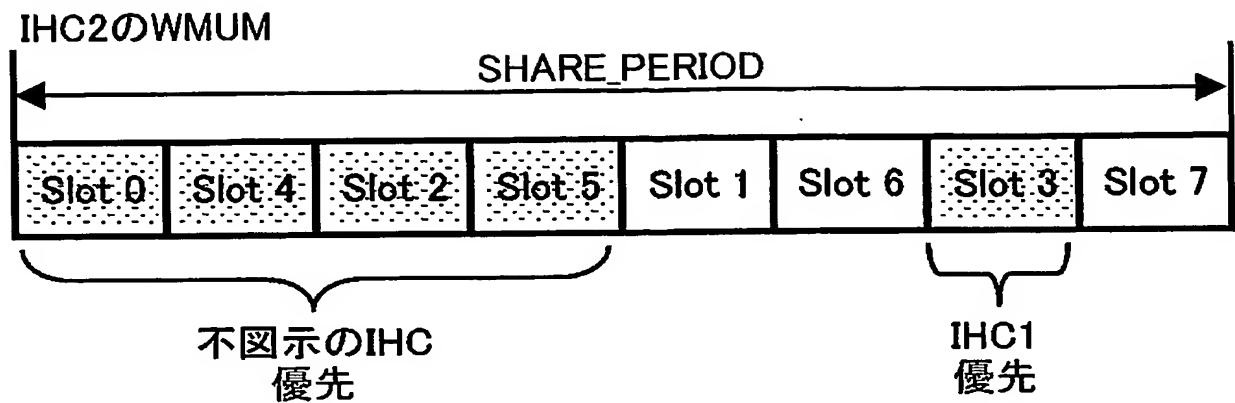 IHC2のWMUM
SHARE_PERIOD
Slot 0 Slot 4 Slot 2 Slot 5 Slot 1 Slot 6 Slot 3 Slot 7
不図示のIHC
優先
IHC1
優先